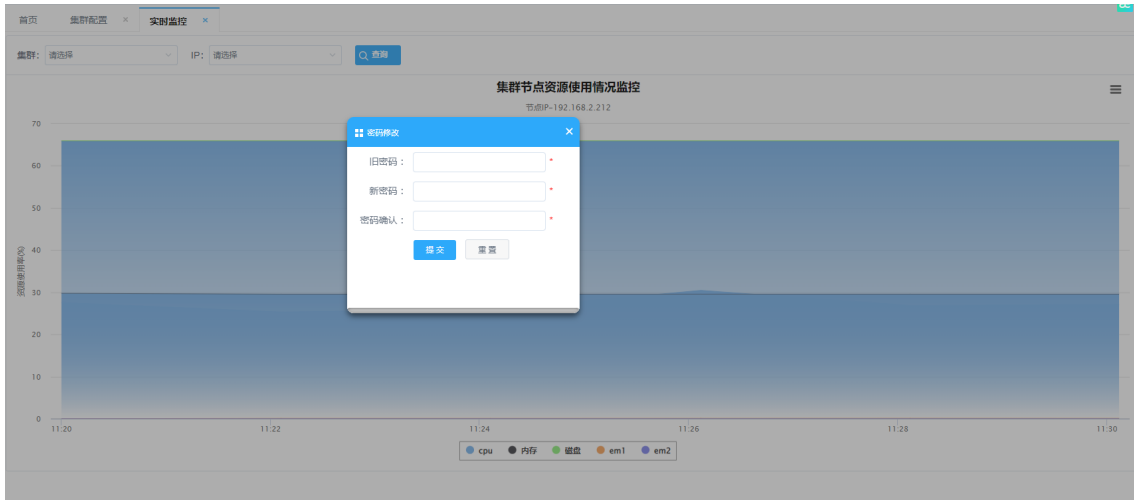 首页 集群配置 × 实时监控 ×
集群: 请选择 IP: 请选择 查询
集群节点资源使用情况监控
节点IP-192.168.2.212
密码修改 ×
旧密码: *
新密码: *
密码确认: *
提交 重置
资源使用率(%)
70
60
50
40
30
20
10
0
11:20 11:22 11:24 11:26 11:28 11:30
cpu 内存 磁盘 em1 em2